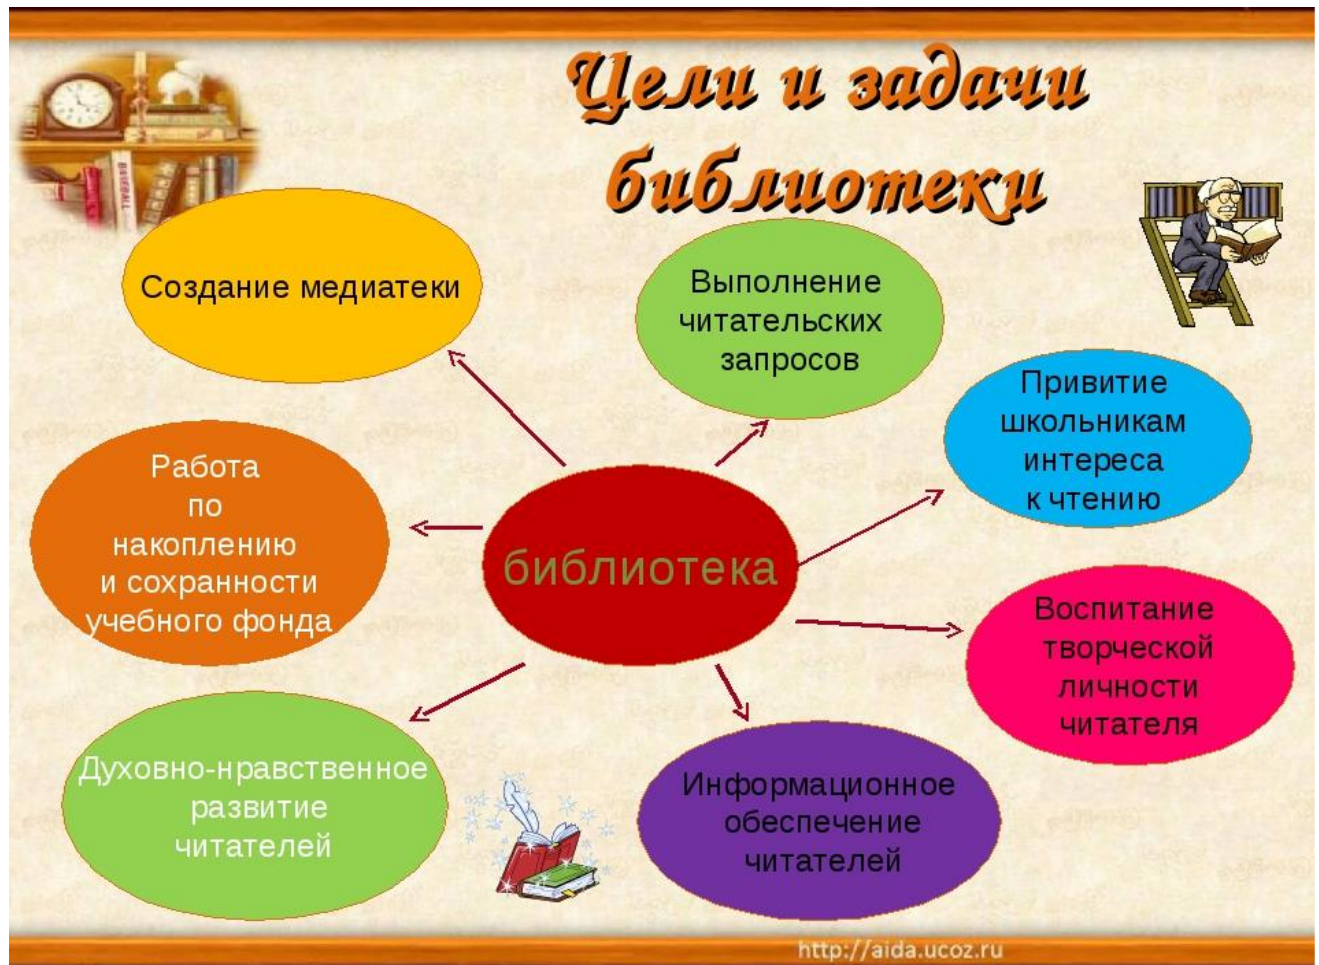 Цели и задачи
библиотеки
Создание медиатеки
Выполнение
читательских
запросов
Привитие
школьникам
интереса
к чтению
Работа
по
накоплению
и сохранности
учебного фонда
библиотека
Воспитание
творческой
личности
читателя
Духовно-нравственное
развитие
читателей
Информационное
обеспечение
читателей
http://aida.ucoz.ru